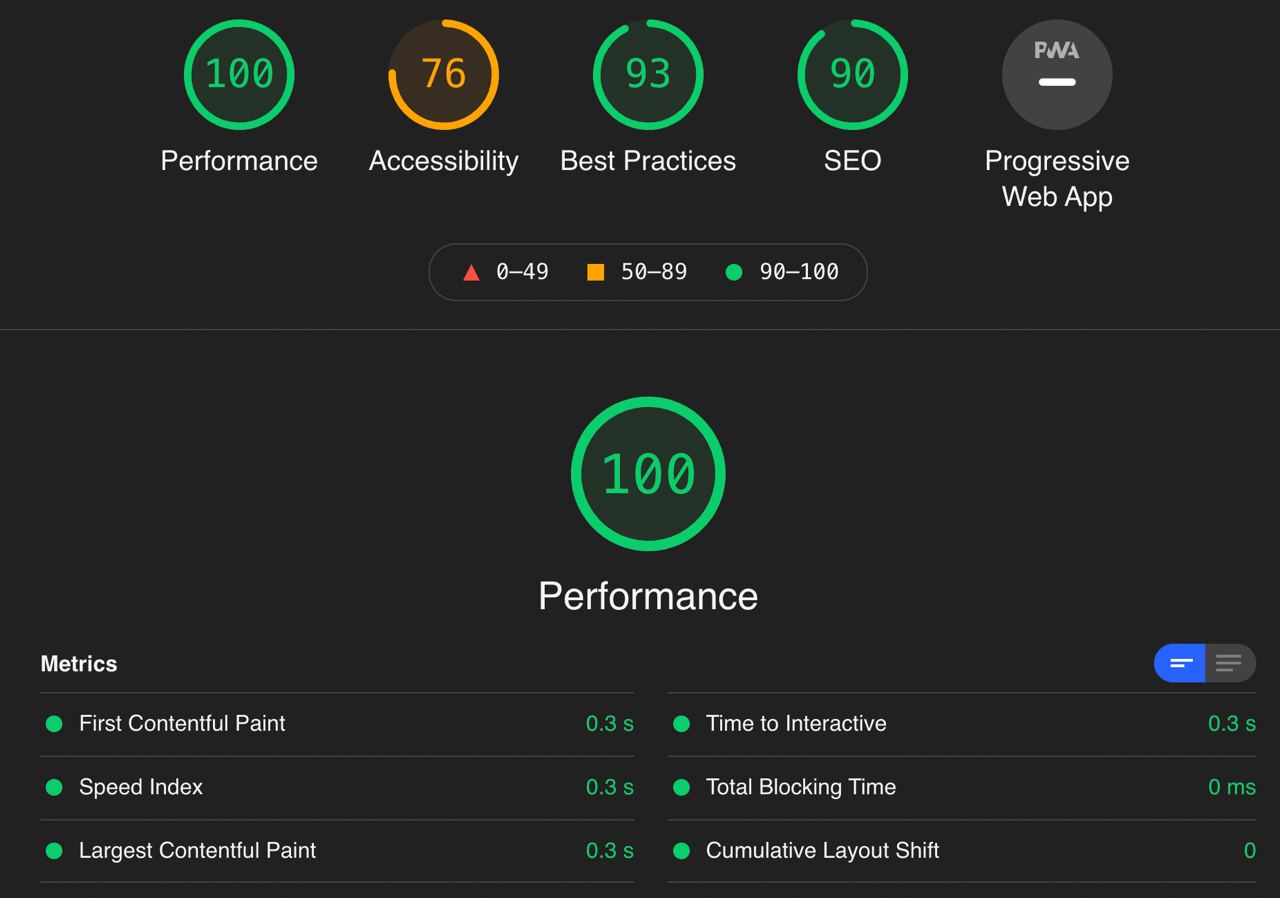 100 76 93 90 PWA
Performance Accessibility Best Practices SEO Progressive
Web App
0–49 50–89 90–100
100
Performance
Metrics
First Contentful Paint 0.3 s Time to Interactive 0.3 s
Speed Index 0.3 s Total Blocking Time 0 ms
Largest Contentful Paint 0.3 s Cumulative Layout Shift 0